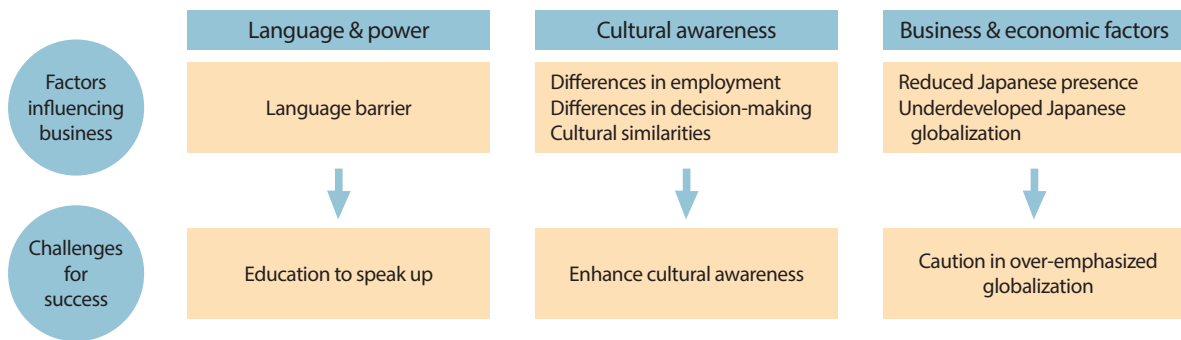 Language & power
Cultural awareness
Business & economic factors
Factors
influencing
business
Language barrier
Differences in employment
Differences in decision-making
Cultural similarities
Reduced Japanese presence
Underdeveloped Japanese
globalization
Challenges
for
success
Education to speak up
Enhance cultural awareness
Caution in over-emphasized
globalization